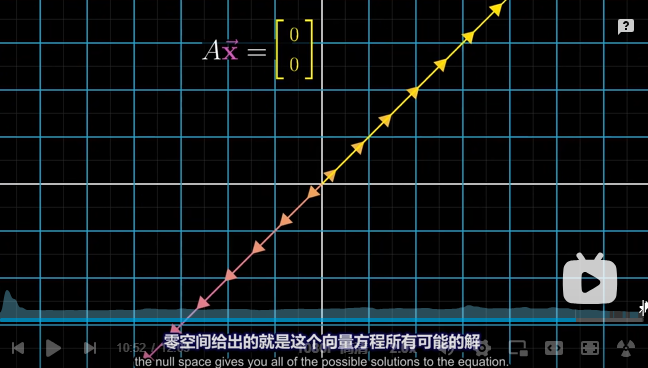 Ax⃗ = [0 0]
?
零空间给出的就是这个向量方程所有可能的解
10:52
the null space gives you all of the possible solutions to the equation.